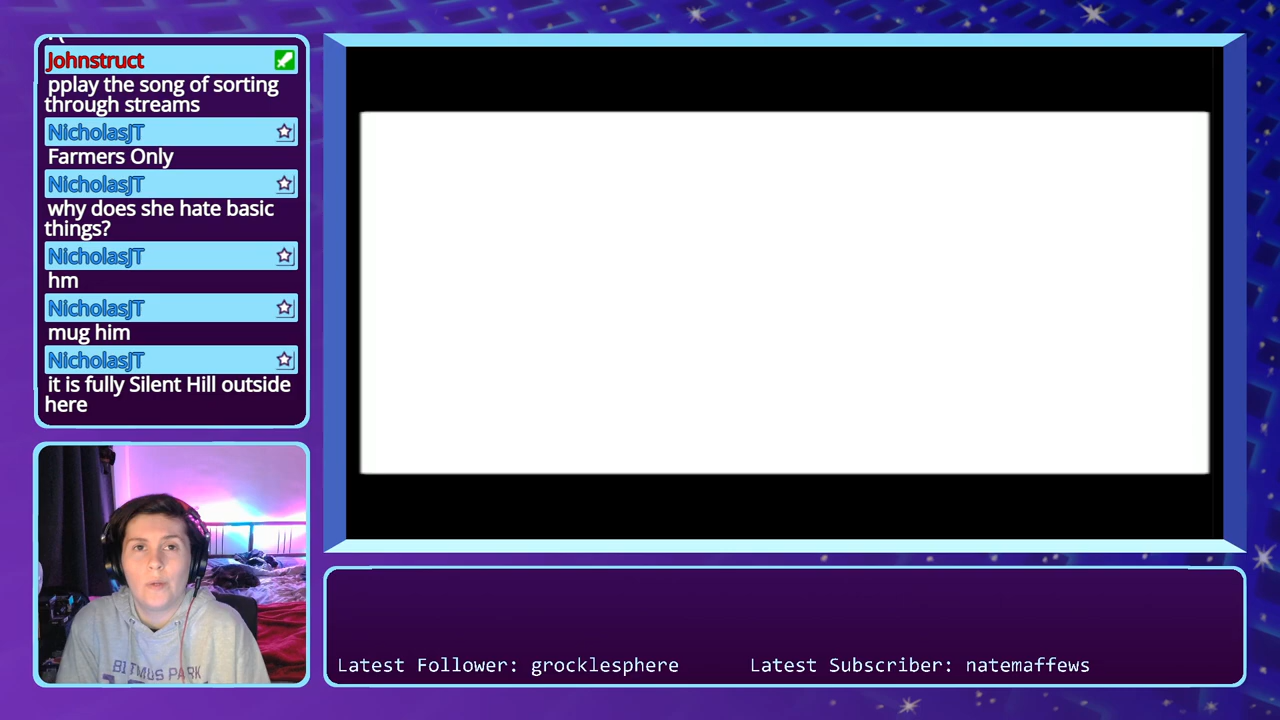 Johnstruct
pplay the song of sorting
through streams
NicholasJT
Farmers Only
NicholasJT
why does she hate basic
things?
NicholasJT
hm
NicholasJT
mug him
NicholasJT
it is fully Silent Hill outside
here
PARK
Latest Follower: grocklesphere
Latest Subscriber: natemaffews